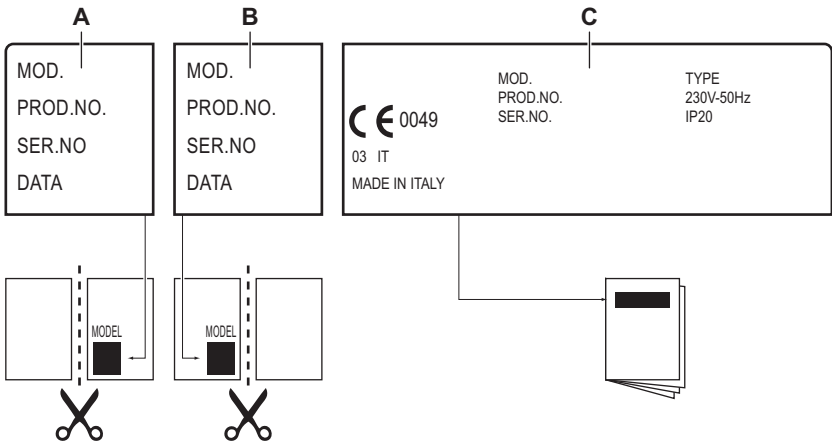 A
B
C
MOD.
PROD.NO.
SER.NO
DATA
MOD.
PROD.NO.
SER.NO
DATA
MOD.
PROD.NO.
SER.NO.
TYPE
230V-50Hz
IP20
CE 0049
03 IT
MADE IN ITALY
MODEL
MODEL